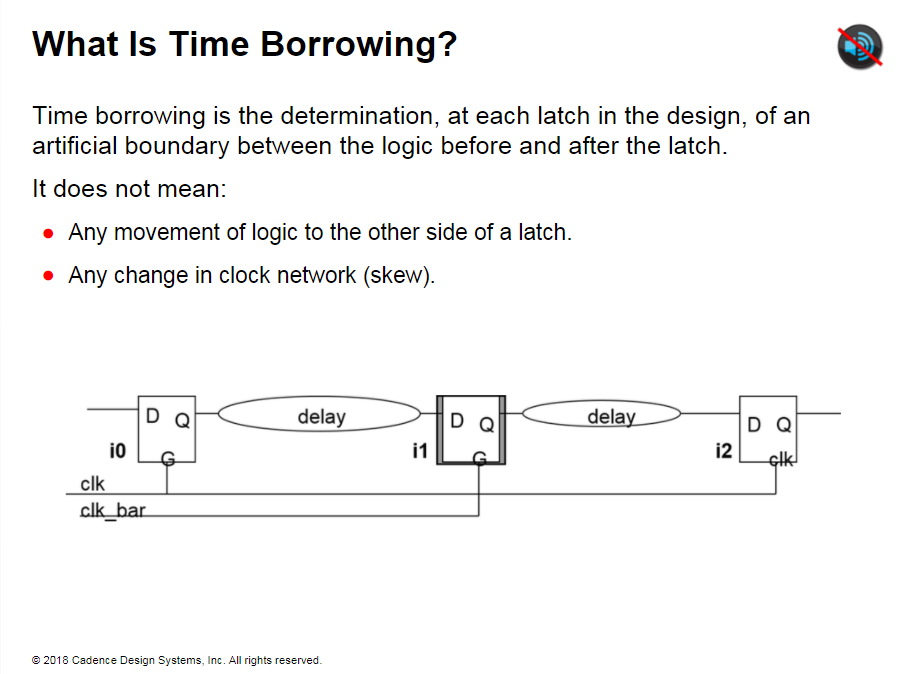 What Is Time Borrowing?
Time borrowing is the determination, at each latch in the design, of an
artificial boundary between the logic before and after the latch.
It does not mean:
● Any movement of logic to the other side of a latch.
● Any change in clock network (skew).
D Q delay D Q delay D Q
i0 G i1 G i2 clk
clk
clk_bar
© 2018 Cadence Design Systems, Inc. All rights reserved.